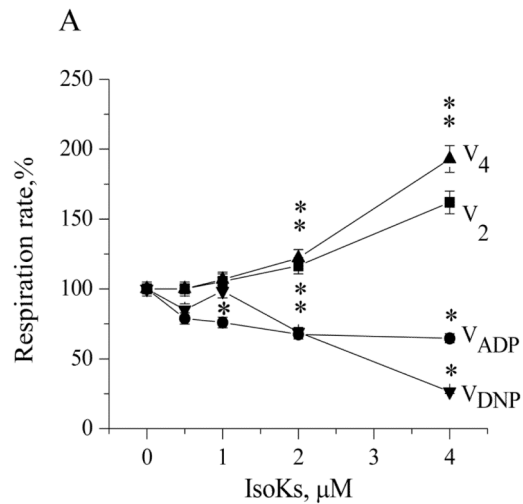 A
250
200
150
100
50
0
Respiration rate,%
0 1 2 3 4
IsoKs, μM
* * V4
V2
* *
* *
*
* VADP
* VDNP